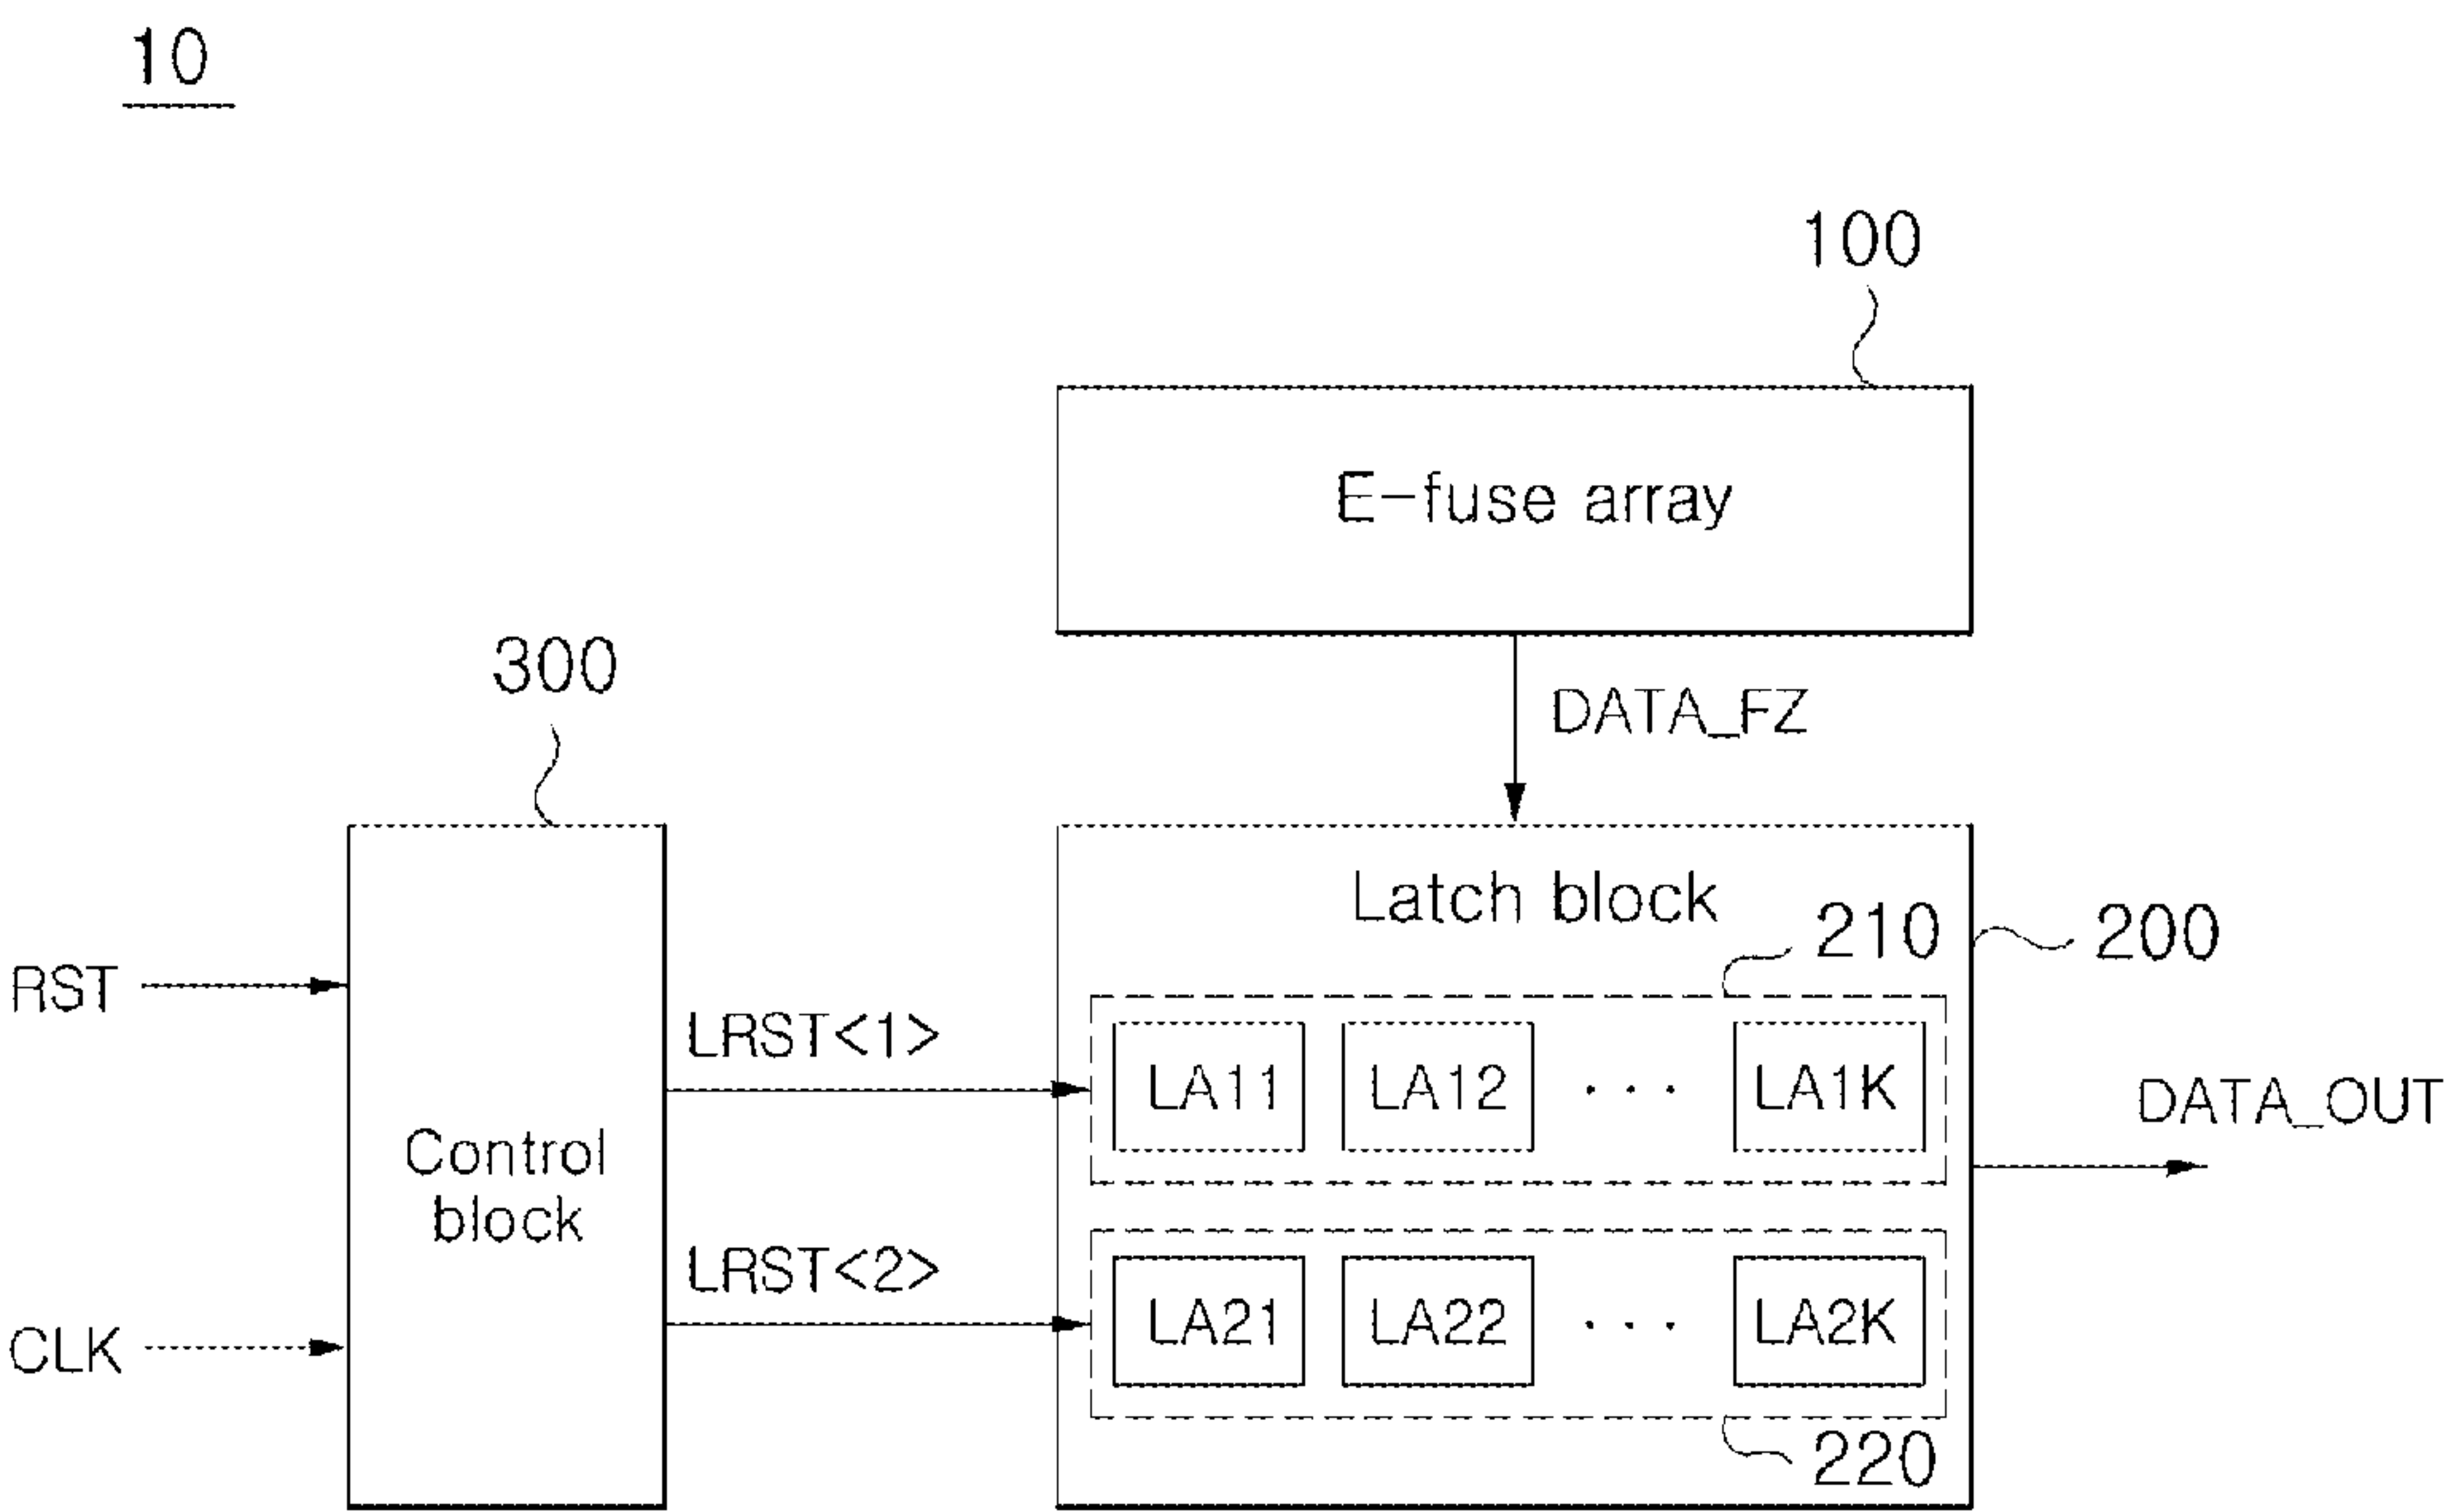 10
100
E-fuse array
300
DATA_FZ
Latch block
210
200
RST
LRST<1>
LA11 LA12 ... LA1K
DATA_OUT
Control
block
LRST<2>
LA21 LA22 ... LA2K
CLK
220